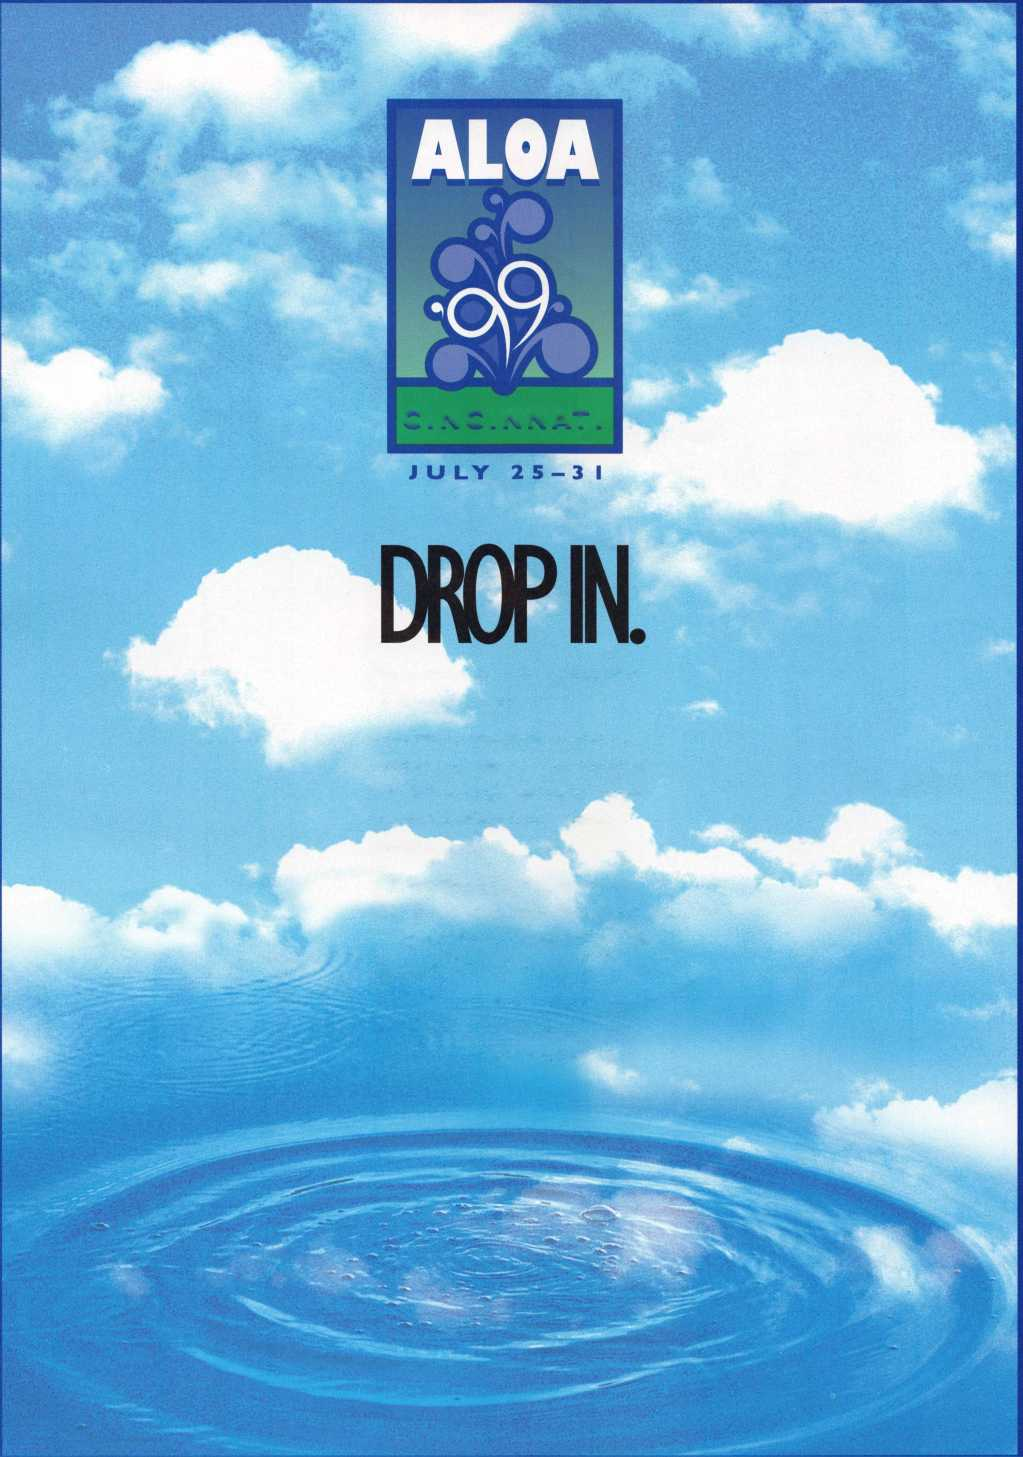 ALOA
'99
CINCINNATI
JULY 25–31
DROP IN.